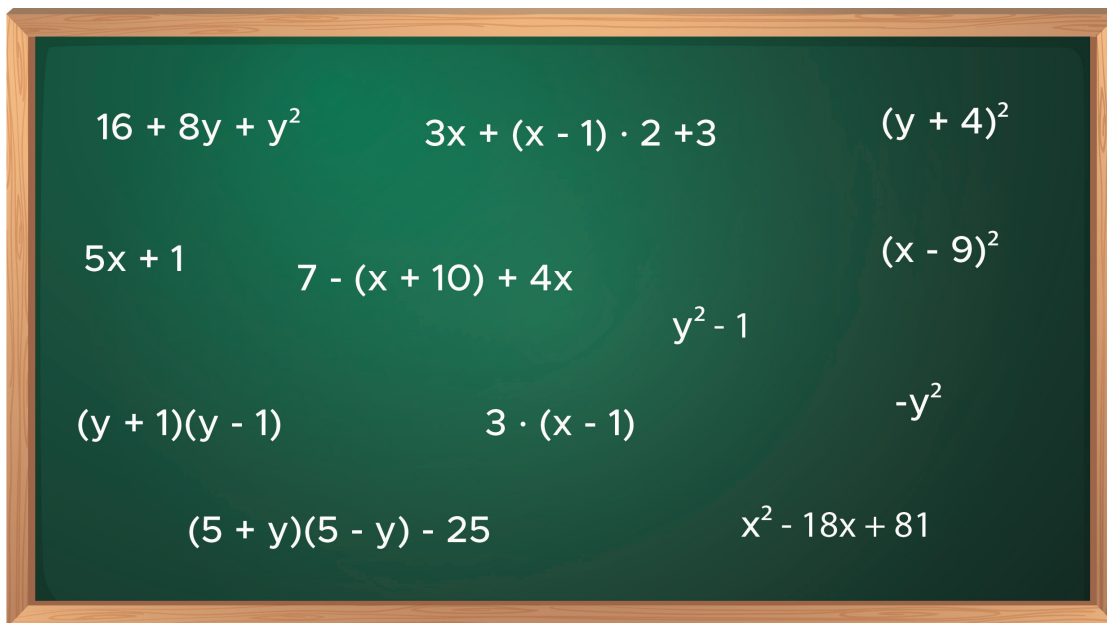 16 + 8y + y²
3x + (x - 1) · 2 +3
(y + 4)²
5x + 1
7 - (x + 10) + 4x
(x - 9)²
y² - 1
(y + 1)(y - 1)
3 · (x - 1)
-y²
(5 + y)(5 - y) - 25
x² - 18x + 81